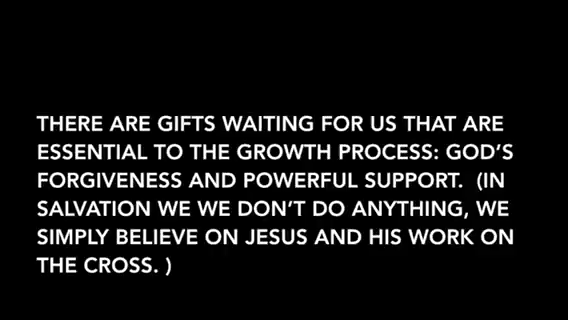 THERE ARE GIFTS WAITING FOR US THAT ARE
ESSENTIAL TO THE GROWTH PROCESS: GOD’S
FORGIVENESS AND POWERFUL SUPPORT.  (IN
SALVATION WE WE DON’T DO ANYTHING, WE
SIMPLY BELIEVE ON JESUS AND HIS WORK ON
THE CROSS. )